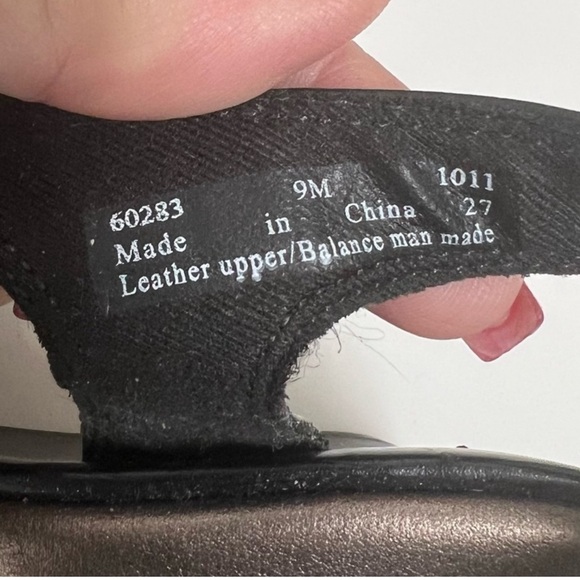 60283 9M 1011
Made in China 27
Leather upper/Balance man made